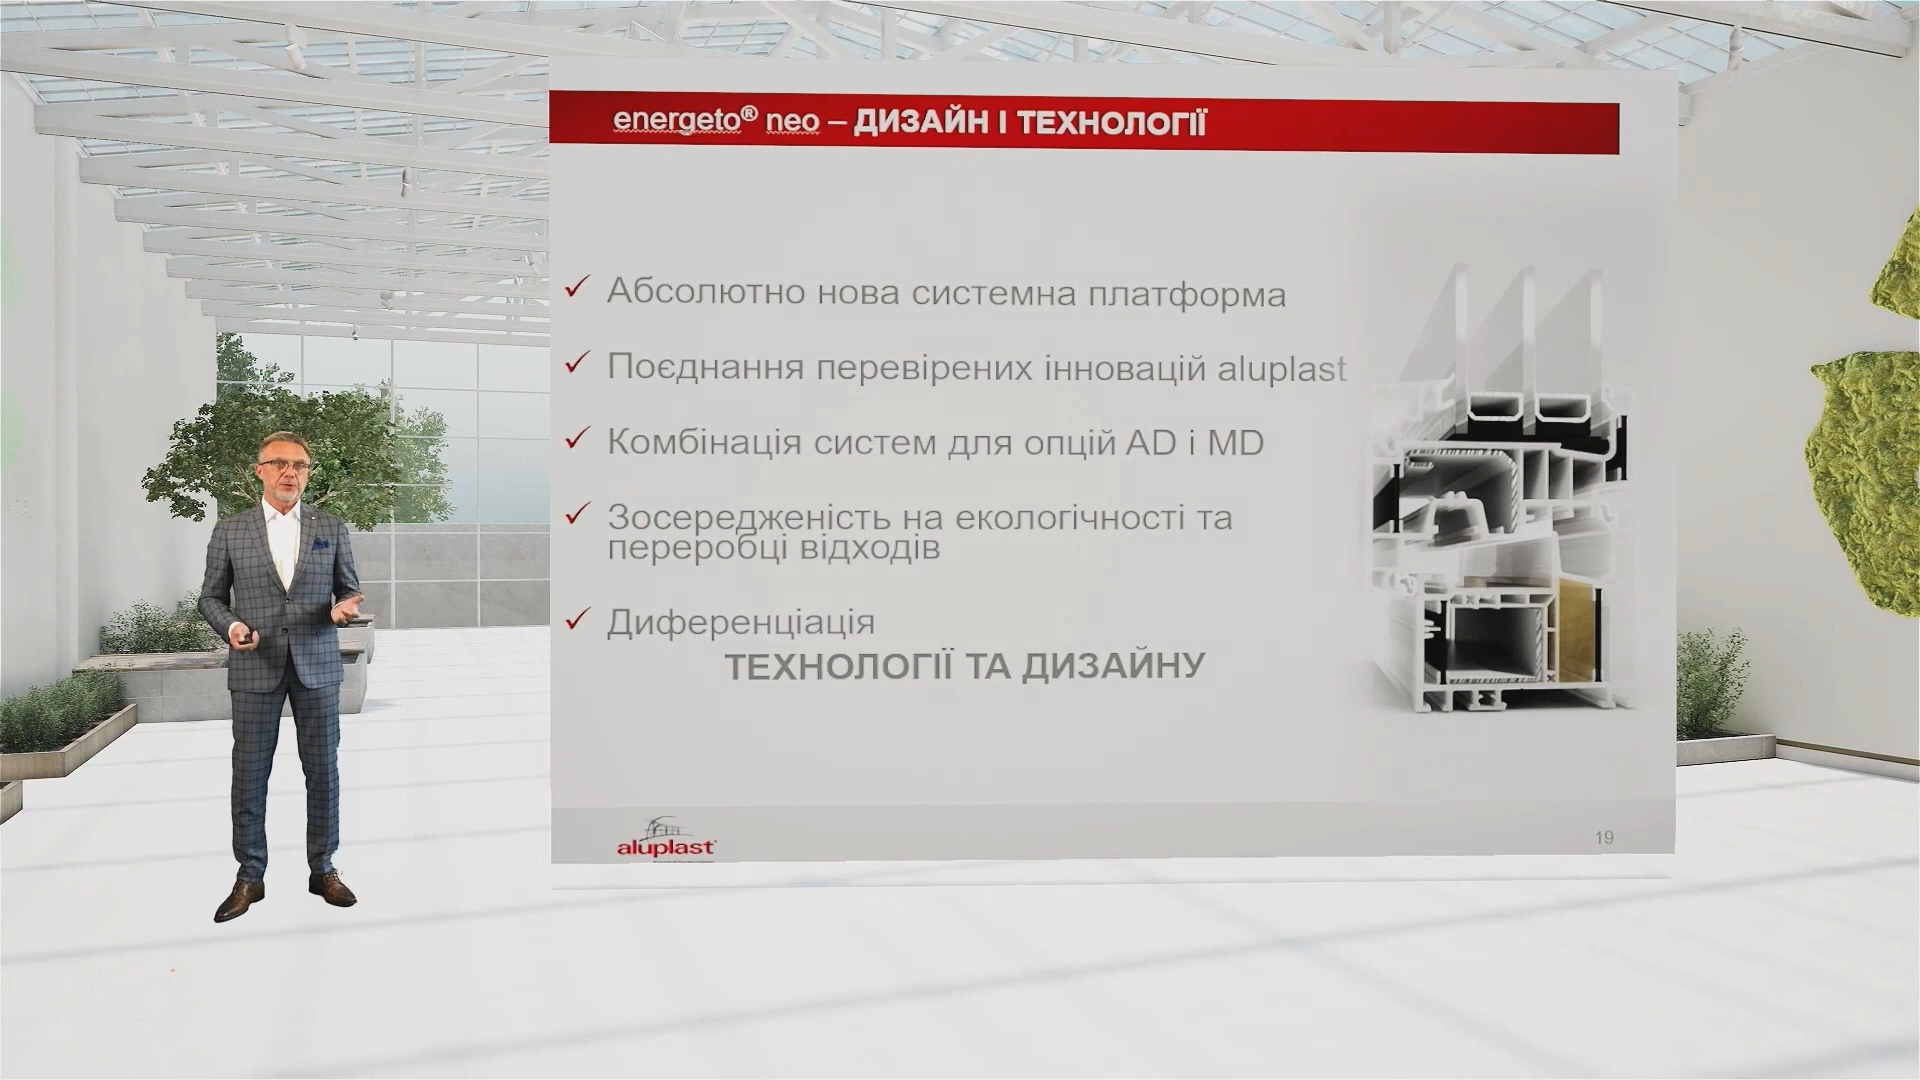 energeto® neo – ДИЗАЙН І ТЕХНОЛОГІЇ
Абсолютно нова системна платформа
Поєднання перевірених інновацій aluplast
Комбінація систем для опцій AD і MD
Зосередженість на екологічності та
переробці відходів
Диференціація
ТЕХНОЛОГІЇ ТА ДИЗАЙНУ
aluplast®
19